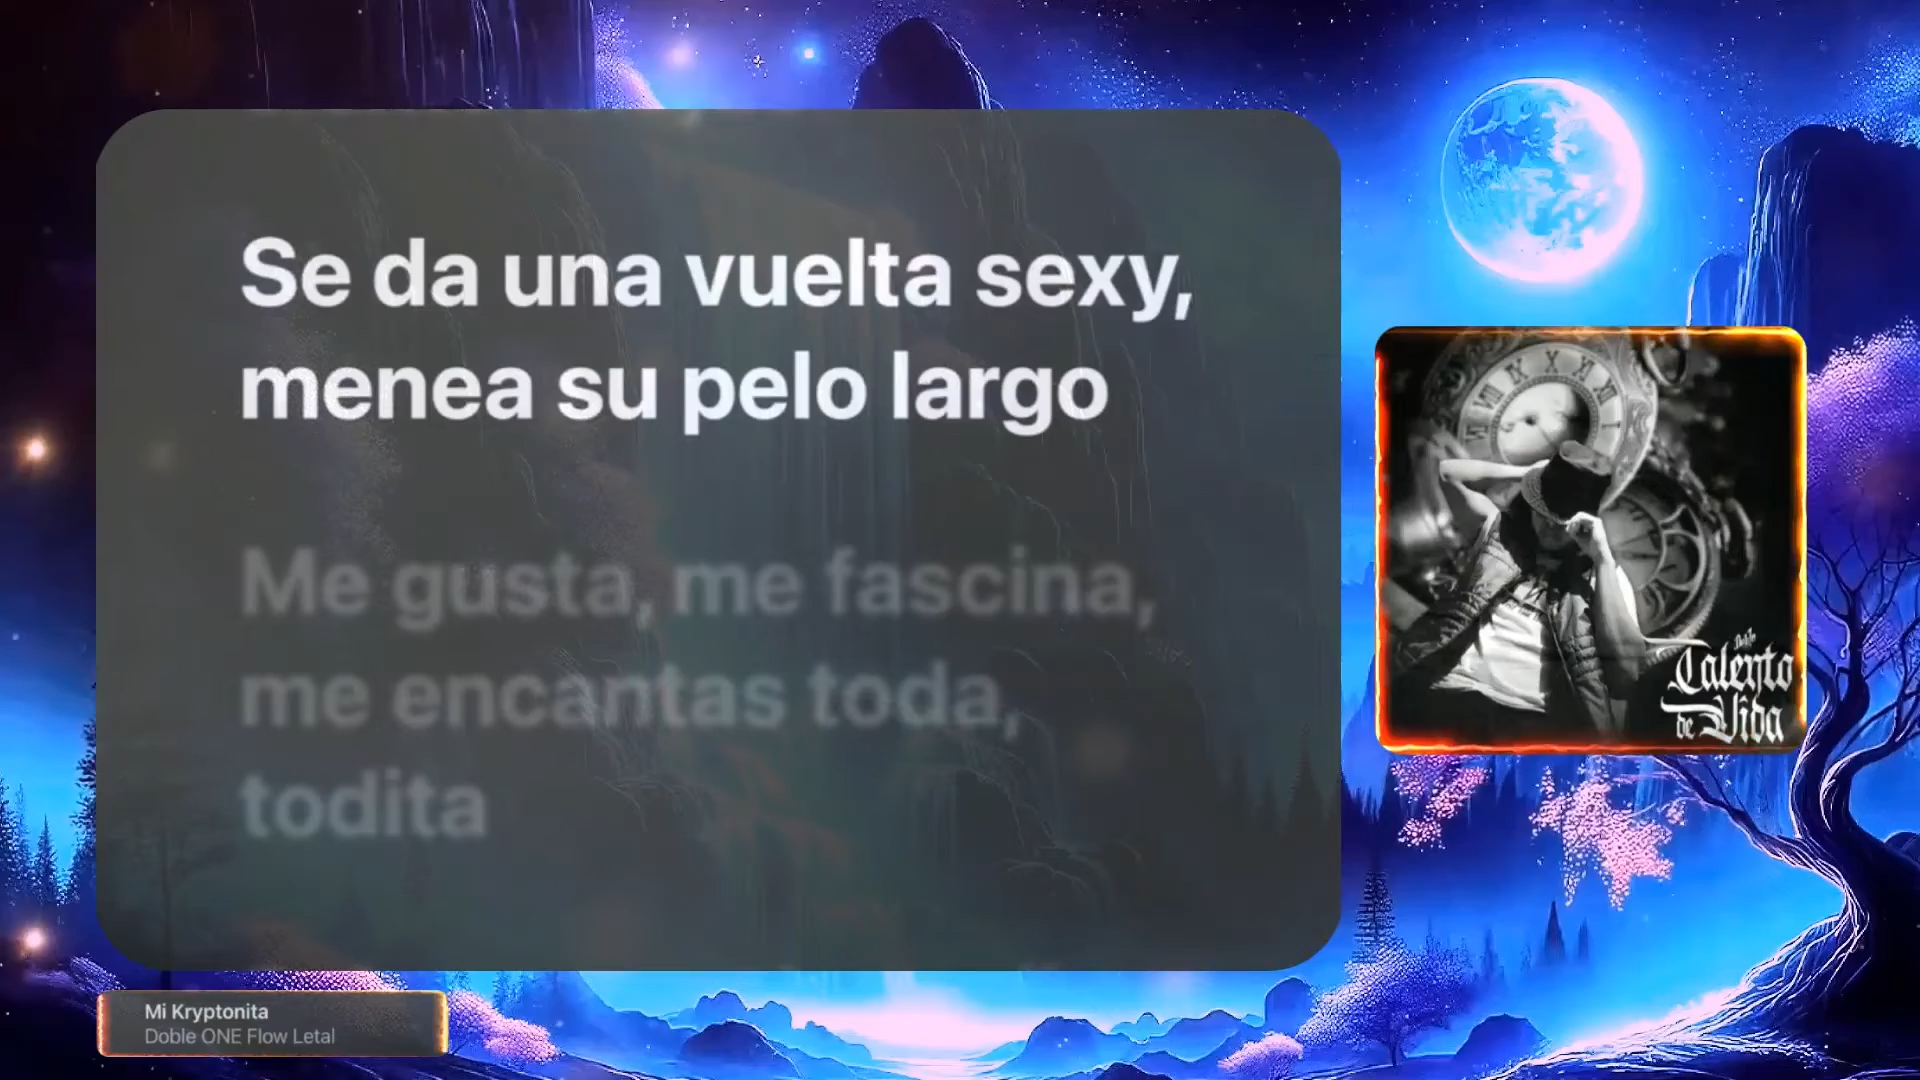 Se da una vuelta sexy,
menea su pelo largo
Me gusta, me fascina,
me encantas toda,
todita
Talento
de Vida
Mi Kryptonita
Doble ONE Flow Letal